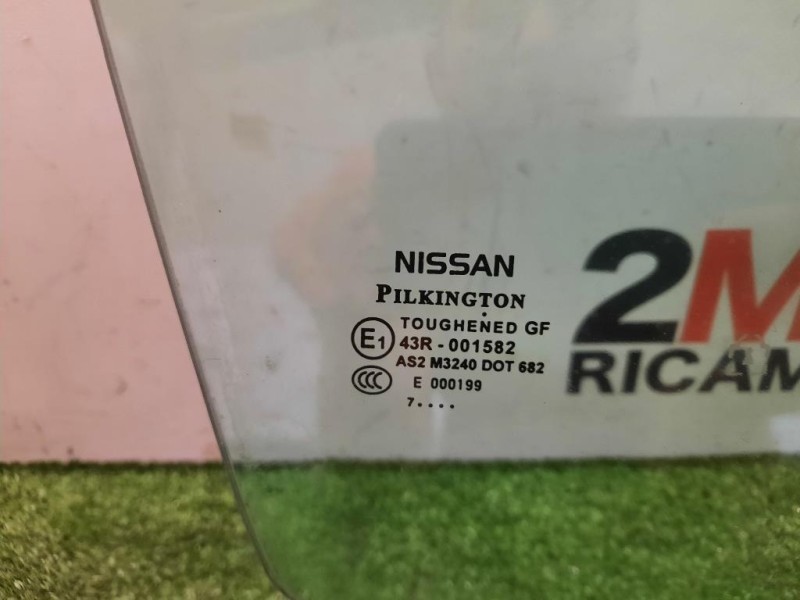 NISSAN
PILKINGTON
TOUGHENED GF
E1 43R - 001582
AS2 M3240 DOT 682
CCC E 000199
7....
2M
RICAM